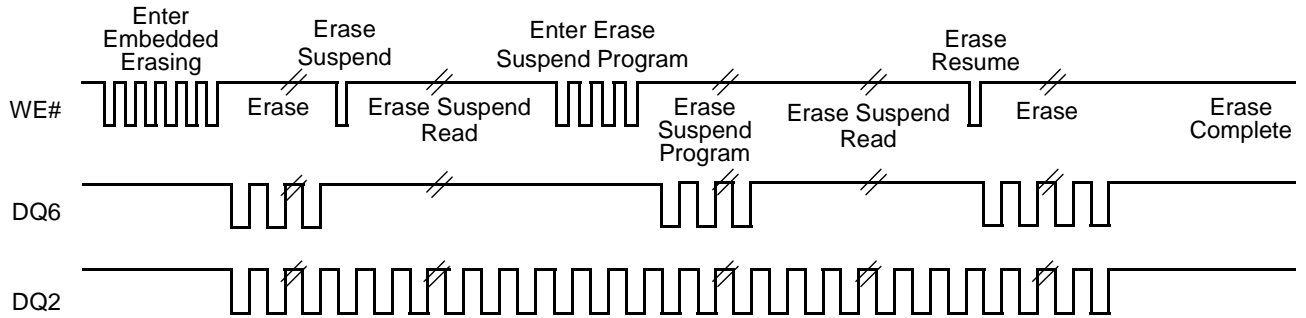 Enter
Embedded
Erasing
Erase
Suspend
Enter Erase
Suspend Program
Erase
Resume
WE#
Erase
Erase Suspend
Read
Erase
Suspend
Program
Erase Suspend
Read
Erase
Erase
Complete
DQ6
DQ2